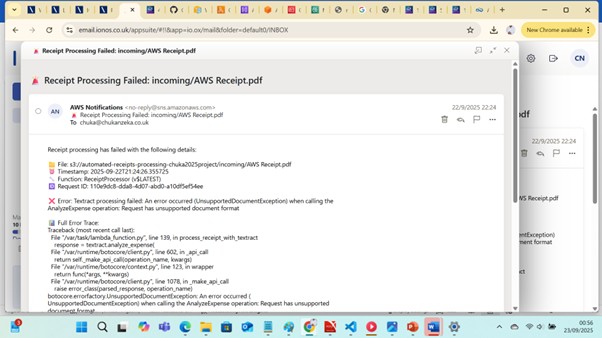 email.ionos.co.uk/appsuite/#!!&app=io.ox/mail&folder=default0/INBOX
New Chrome available
Receipt Processing Failed: incoming/AWS Receipt.pdf
CN
Receipt Processing Failed: incoming/AWS Receipt.pdf
AN
AWS Notifications <no-reply@sns.amazonaws.com>
22/9/2025 22:24
Receipt Processing Failed: incoming/AWS Receipt.pdf
To chuka@chukanzeka.co.uk
22/9/2025 22:24
Receipt processing has failed with the following details:
File: s3://automated-receipts-processing-chuka2025project/incoming/AWS Receipt.pdf
Timestamp: 2025-09-22T21:24:26.355725
Function: ReceiptProcessor (v$LATEST)
Request ID: 110e9dc8-dda8-4d07-abd0-a10df5ef54ee
Error: Textract processing failed: An error occurred (UnsupportedDocumentException) when calling the
AnalyzeExpense operation: Request has unsupported document format
Full Error Trace:
Traceback (most recent call last):
File "/var/task/lambda_function.py", line 139, in process_receipt_with_textract
response = textract.analyze_expense(
File "/var/runtime/botocore/client.py", line 602, in _api_call
return self._make_api_call(operation_name, kwargs)
File "/var/runtime/botocore/context.py", line 123, in wrapper
return func(*args, **kwargs)
File "/var/runtime/botocore/client.py", line 1078, in _make_api_call
raise error_class(parsed_response, operation_name)
botocore.errorfactory.UnsupportedDocumentException: An error occurred (
UnsupportedDocumentException) when calling the AnalyzeExpense operation: Request has unsupported
document format
00:56
23/09/2025